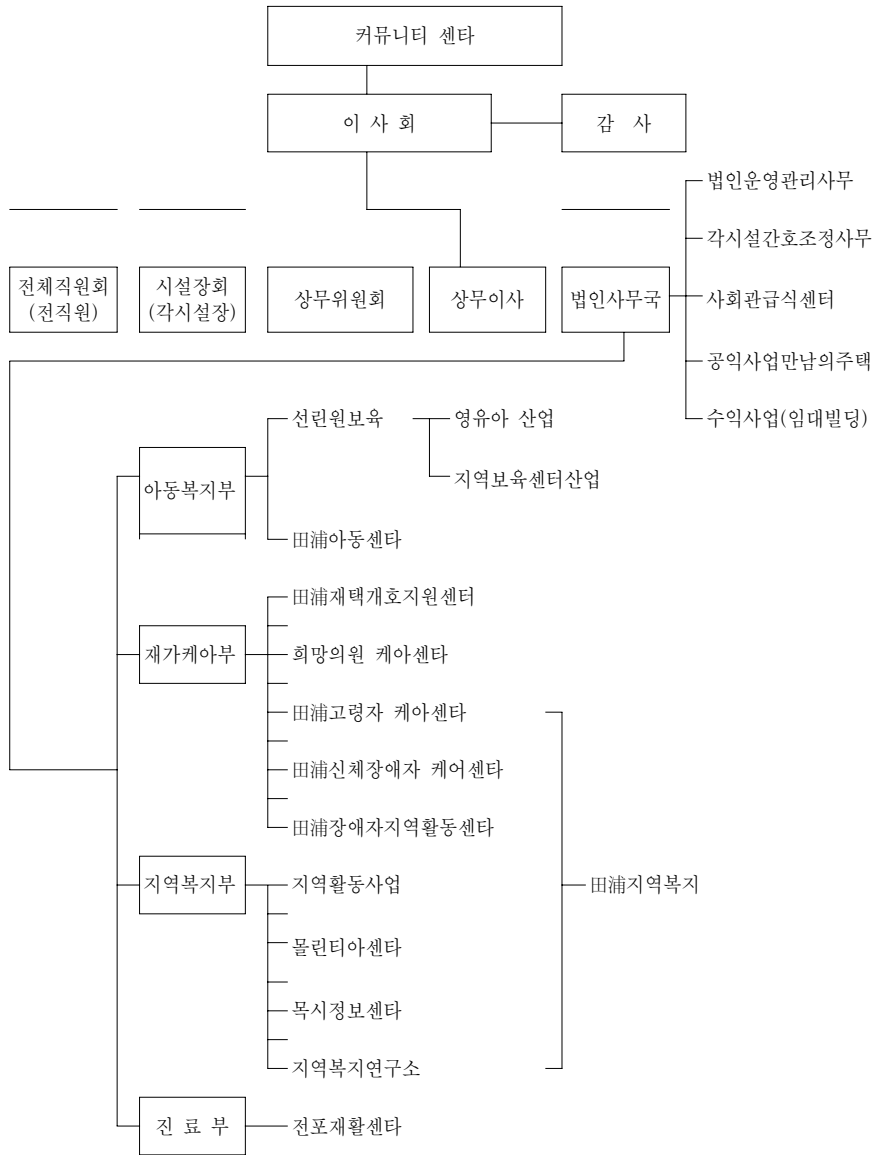 커뮤니티 센타
이 사 회
감 사
법인운영관리사무
각시설간호조정사무
전체직원회
(전직원)
시설장회
(각시설장)
상무위원회
상무이사
법인사무국
사회관급식센터
공익사업만남의주택
수익사업(임대빌딩)
선린원보육
영유아 산업
지역보육센터산업
아동복지부
田浦아동센타
田浦재택개호지원센터
재가케아부
희망의원 케아센타
田浦고령자 케아센타
田浦신체장애자 케어센타
田浦장애자지역활동센타
지역복지부
지역활동사업
田浦지역복지
몰린티아센타
목시정보센타
지역복지연구소
진 료 부
전포재활센타